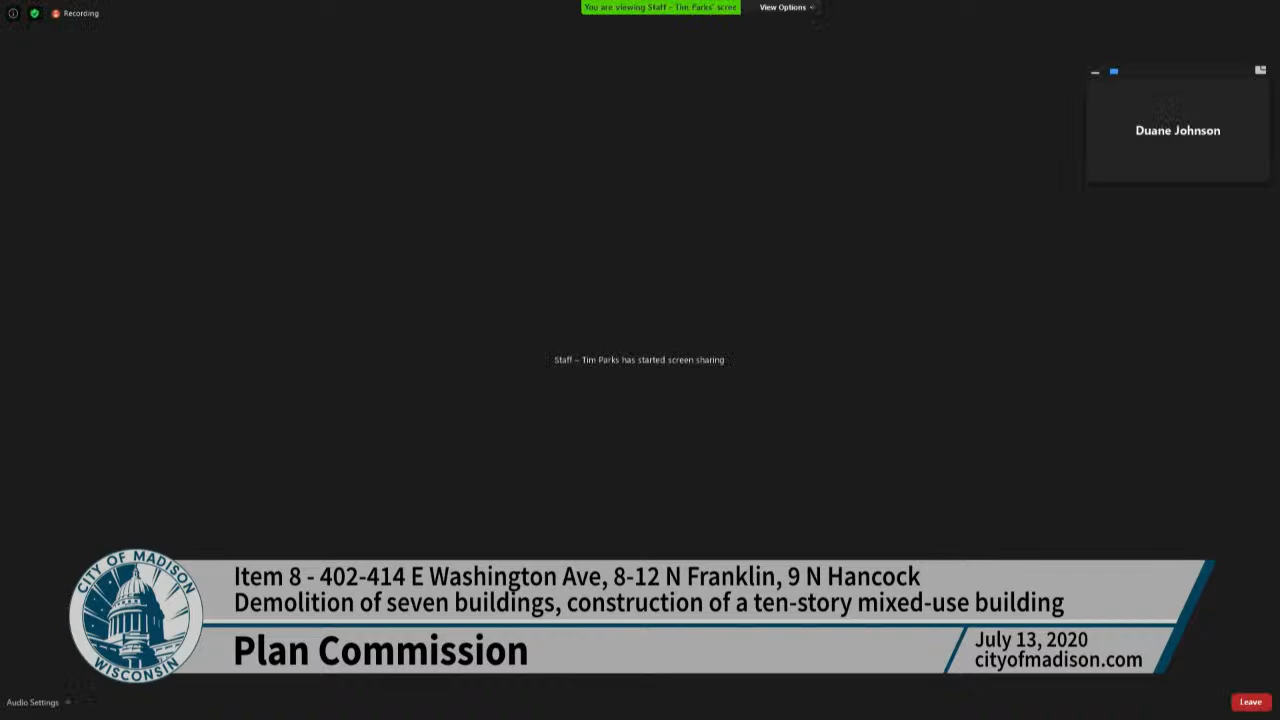 Recording
You are viewing Staff – Tim Parks' scree
View Options
Duane Johnson
Staff – Tim Parks has started screen sharing
CITY OF MADISON
WISCONSIN
Item 8 - 402-414 E Washington Ave, 8-12 N Franklin, 9 N Hancock
Demolition of seven buildings, construction of a ten-story mixed-use building
Plan Commission
July 13, 2020
cityofmadison.com
Audio Settings
Leave